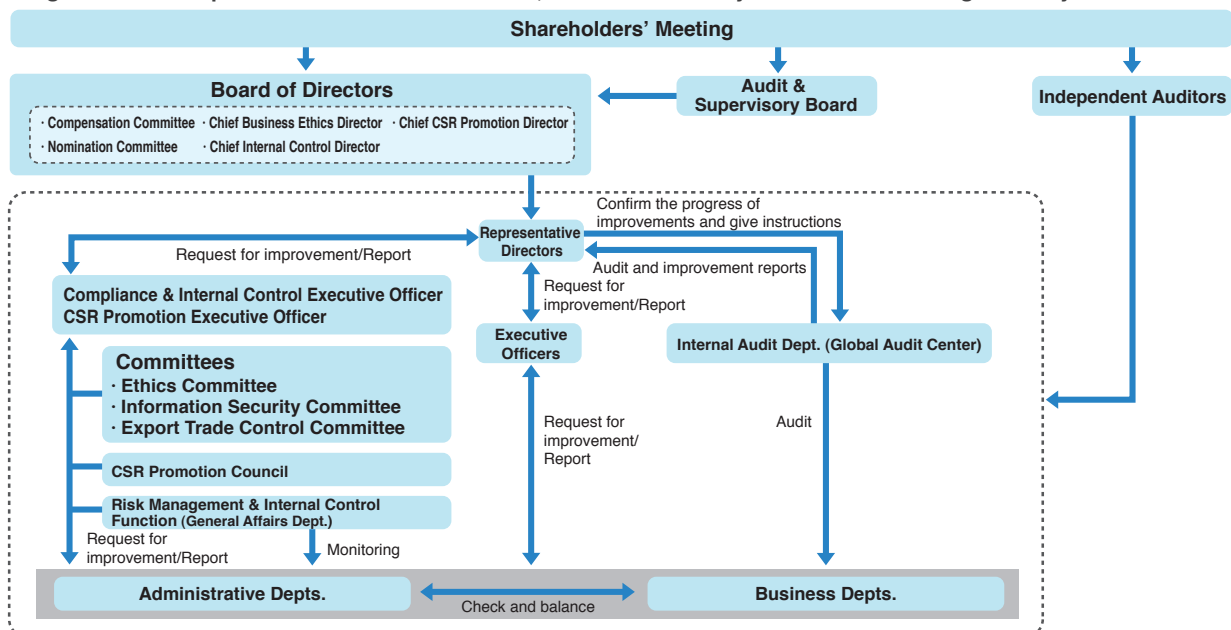 Shareholders' Meeting
Board of Directors
· Compensation Committee · Chief Business Ethics Director · Chief CSR Promotion Director
· Nomination Committee · Chief Internal Control Director
Audit &
Supervisory Board
Independent Auditors
Confirm the progress of
improvements and give instructions
Representative
Directors
Request for improvement/Report
Audit and improvement reports
Request for
improvement/Report
Compliance & Internal Control Executive Officer
CSR Promotion Executive Officer
Executive
Officers
Internal Audit Dept. (Global Audit Center)
Committees
· Ethics Committee
· Information Security Committee
· Export Trade Control Committee
Request for
improvement/
Report
Audit
CSR Promotion Council
Risk Management & Internal Control
Function (General Affairs Dept.)
Request for
improvement/Report
Monitoring
Administrative Depts.
Check and balance
Business Depts.